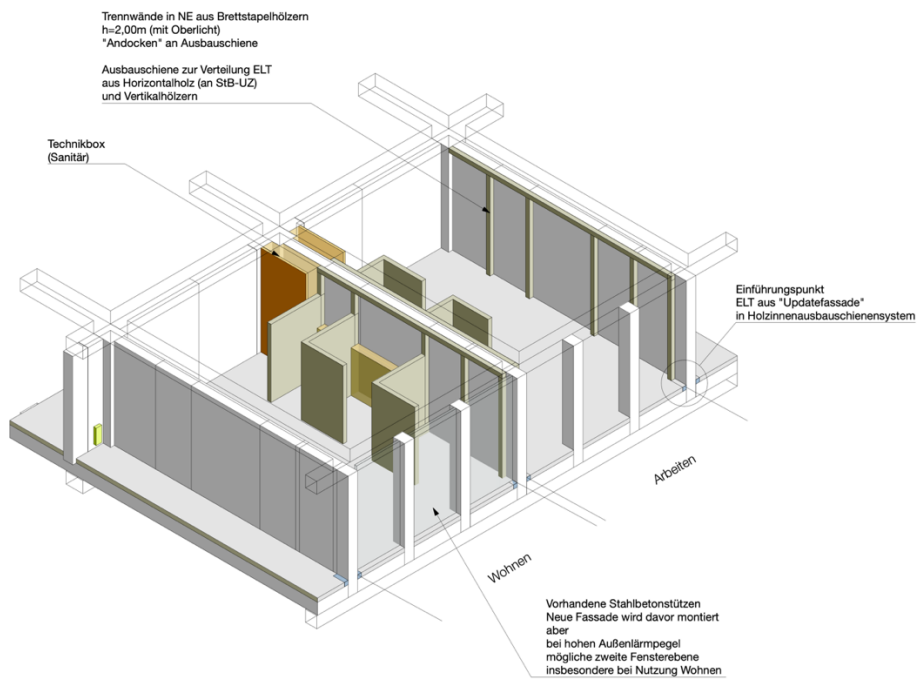 Trennwände in NE aus Brettstapelhölzern
h=2,00m (mit Oberlicht)
"Andocken" an Ausbauschiene
Ausbauschiene zur Verteilung ELT
aus Horizontalholz (an StB-UZ)
und Vertikalhölzern
Technikbox
(Sanitär)
Einführungspunkt
ELT aus "Updatefassade"
in Holzinnenausbauschienensystem
Arbeiten
Wohnen
Vorhandene Stahlbetonstützen
Neue Fassade wird davor montiert
aber
bei hohen Außenlärmpegel
mögliche zweite Fensterebene
insbesondere bei Nutzung Wohnen